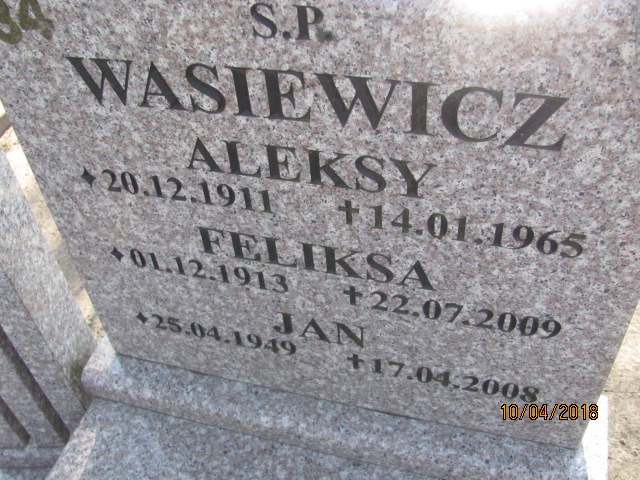 84
S.P.
WASIEWICZ
ALEKSY
✦20.12.1911 ✝14.01.1965
FELIKSA
✦01.12.1913 ✝22.07.2009
JAN
✦25.04.1949 ✝17.04.2008
10/04/2018